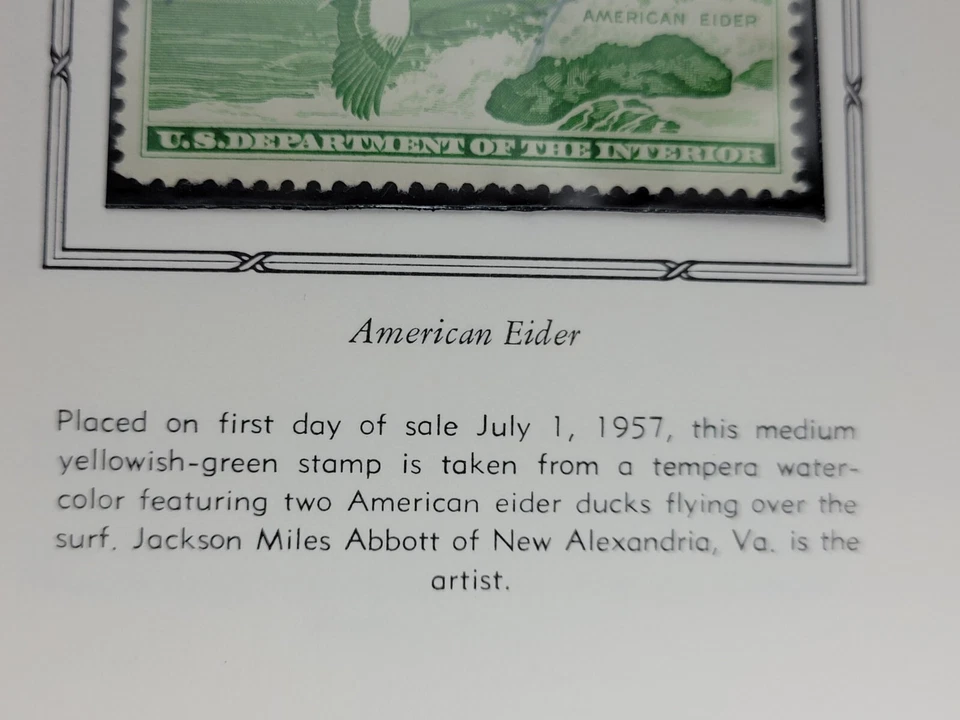 AMERICAN EIDER
U.S. DEPARTMENT OF THE INTERIOR
American Eider
Placed on first day of sale July 1, 1957, this medium
yellowish-green stamp is taken from a tempera water-
color featuring two American eider ducks flying over the
surf. Jackson Miles Abbott of New Alexandria, Va. is the
artist.